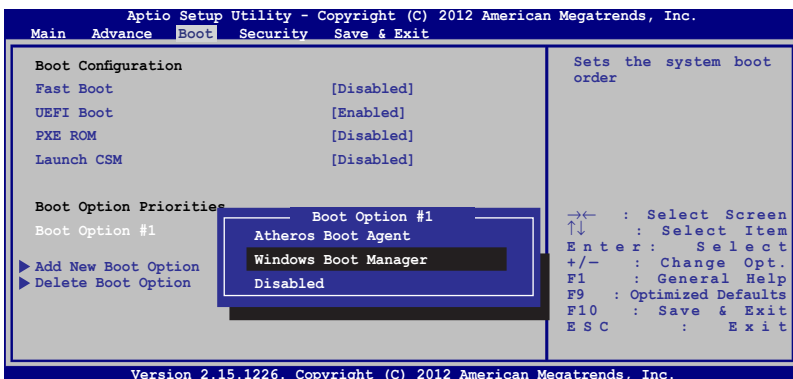 Aptio Setup Utility - Copyright (C) 2012 American Megatrends, Inc.
Main Advance Boot Security Save & Exit
Boot Configuration
Fast Boot [Disabled]
UEFI Boot [Enabled]
PXE ROM [Disabled]
Launch CSM [Disabled]
Boot Option Priorities
Boot Option #1
Add New Boot Option
Delete Boot Option
Boot Option #1
Atheros Boot Agent
Windows Boot Manager
Disabled
Sets the system boot
order
→← : Select Screen
↑↓ : Select Item
Enter: Select
+/— : Change Opt.
F1 : General Help
F9 : Optimized Defaults
F10 : Save & Exit
ESC : Exit
Version 2.15.1226. Copyright (C) 2012 American Megatrends, Inc.